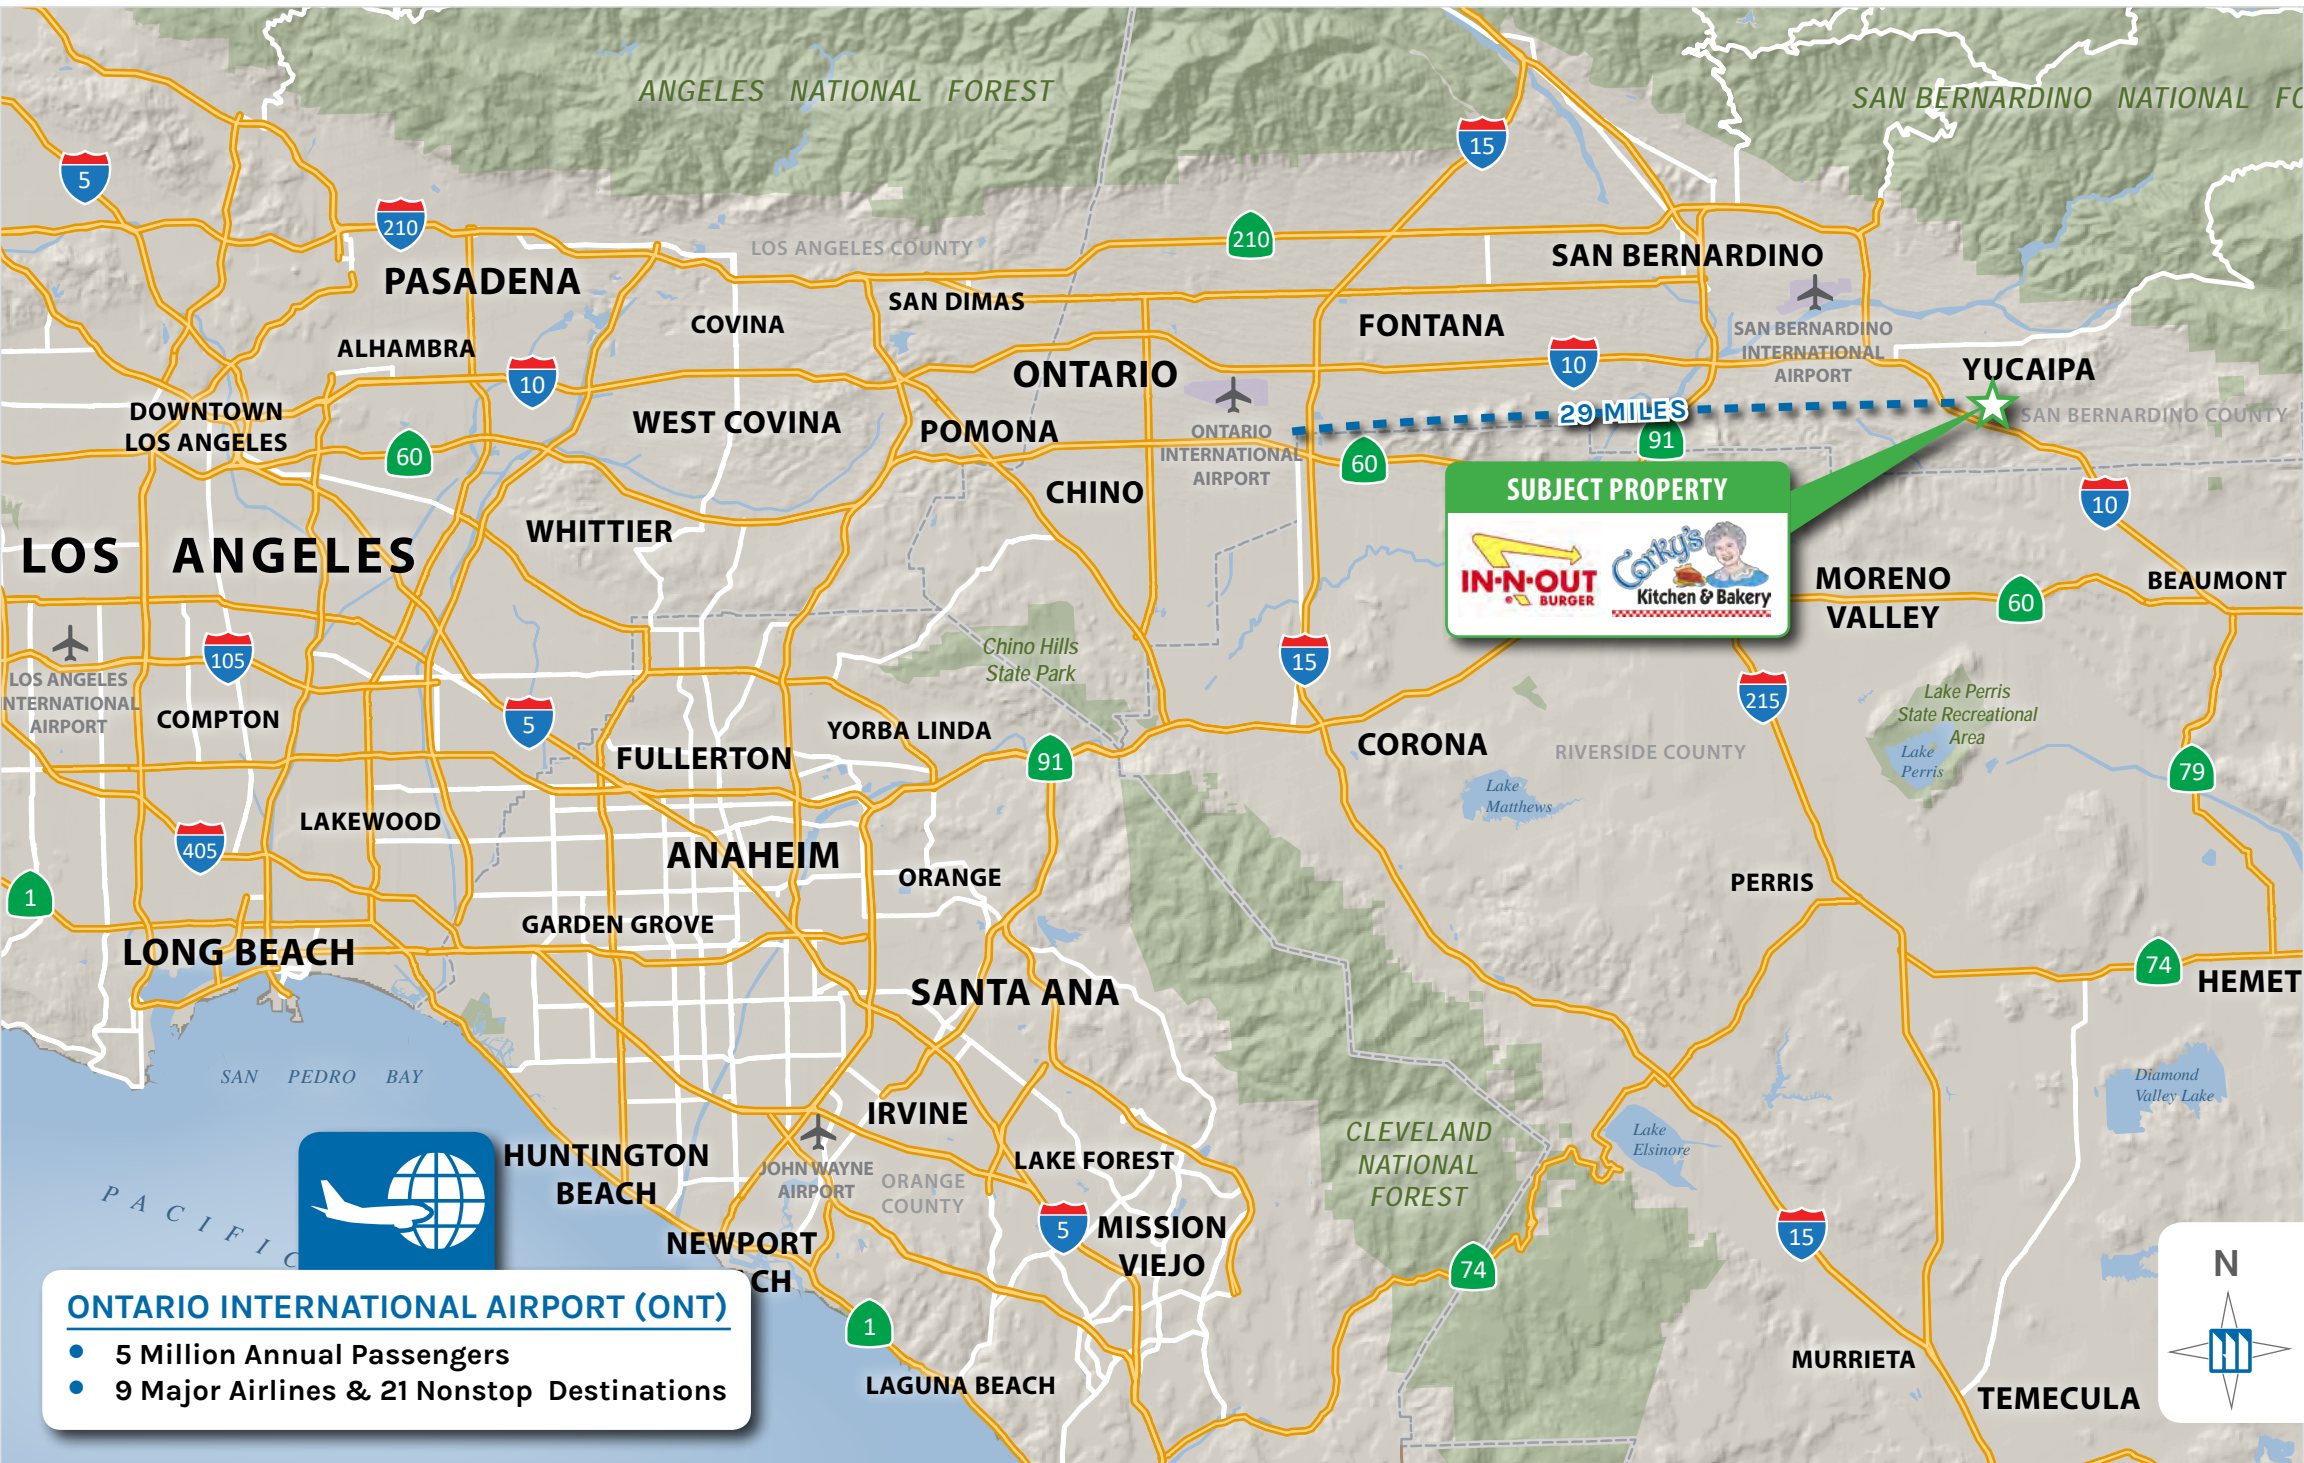 ANGELES NATIONAL FOREST
SAN BERNARDINO NATIONAL FO
15
5
210
210
LOS ANGELES COUNTY
SAN BERNARDINO
PASADENA
SAN DIMAS
COVINA
FONTANA
SAN BERNARDINO
INTERNATIONAL
AIRPORT
ALHAMBRA
10
10
ONTARIO
YUCAIPA
DOWNTOWN
LOS ANGELES
WEST COVINA
POMONA
29 MILES
SAN BERNARDINO COUNTY
ONTARIO
INTERNATIONAL
AIRPORT
60
60
91
CHINO
SUBJECT PROPERTY
IN-N-OUT
BURGER
Corky's
Kitchen & Bakery
10
WHITTIER
LOS ANGELES
MORENO
VALLEY
60
BEAUMONT
Chino Hills
State Park
105
15
215
LOS ANGELES
INTERNATIONAL
AIRPORT
COMPTON
5
YORBA LINDA
FULLERTON
91
CORONA
RIVERSIDE COUNTY
Lake Perris
State Recreational
Area
Lake
Perris
79
Lake
Matthews
LAKEWOOD
405
ANAHEIM
ORANGE
PERRIS
1
GARDEN GROVE
LONG BEACH
SANTA ANA
74
HEMET
SAN PEDRO BAY
Diamond
Valley Lake
IRVINE
CLEVELAND
NATIONAL
FOREST
Lake
Elsinore
HUNTINGTON
BEACH
JOHN WAYNE
AIRPORT
ORANGE
COUNTY
LAKE FOREST
PACIFIC
5
MISSION
VIEJO
15
NEWPORT
CH
74
N
ONTARIO INTERNATIONAL AIRPORT (ONT)
• 5 Million Annual Passengers
• 9 Major Airlines & 21 Nonstop Destinations
1
LAGUNA BEACH
MURRIETA
TEMECULA